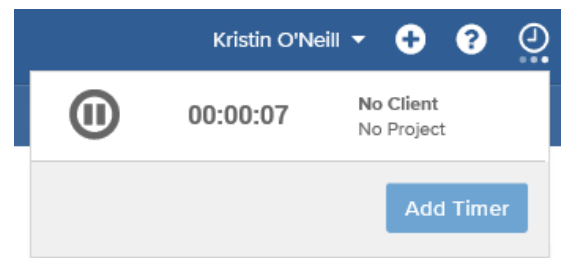 Kristin O'Neill
00:00:07
No Client
No Project
Add Timer